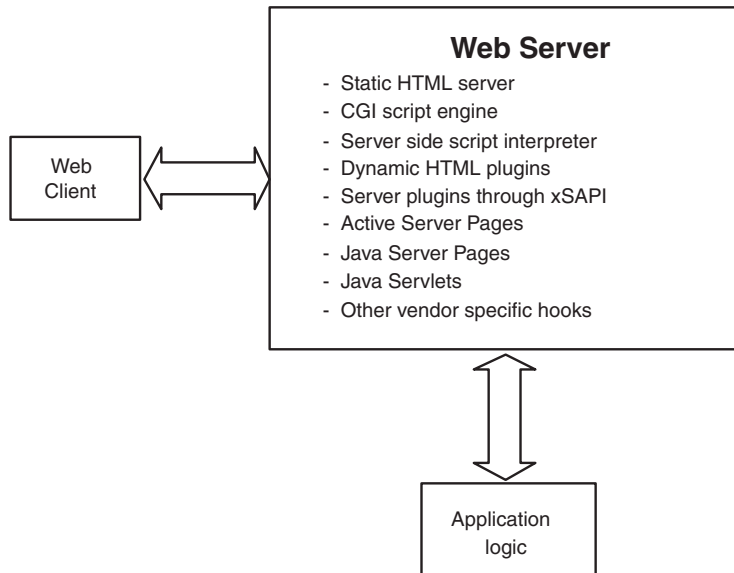 Web Server
- Static HTML server
- CGI script engine
- Server side script interpreter
- Dynamic HTML plugins
- Server plugins through xSAPI
- Active Server Pages
- Java Server Pages
- Java Servlets
- Other vendor specific hooks
Web
Client
Application
logic